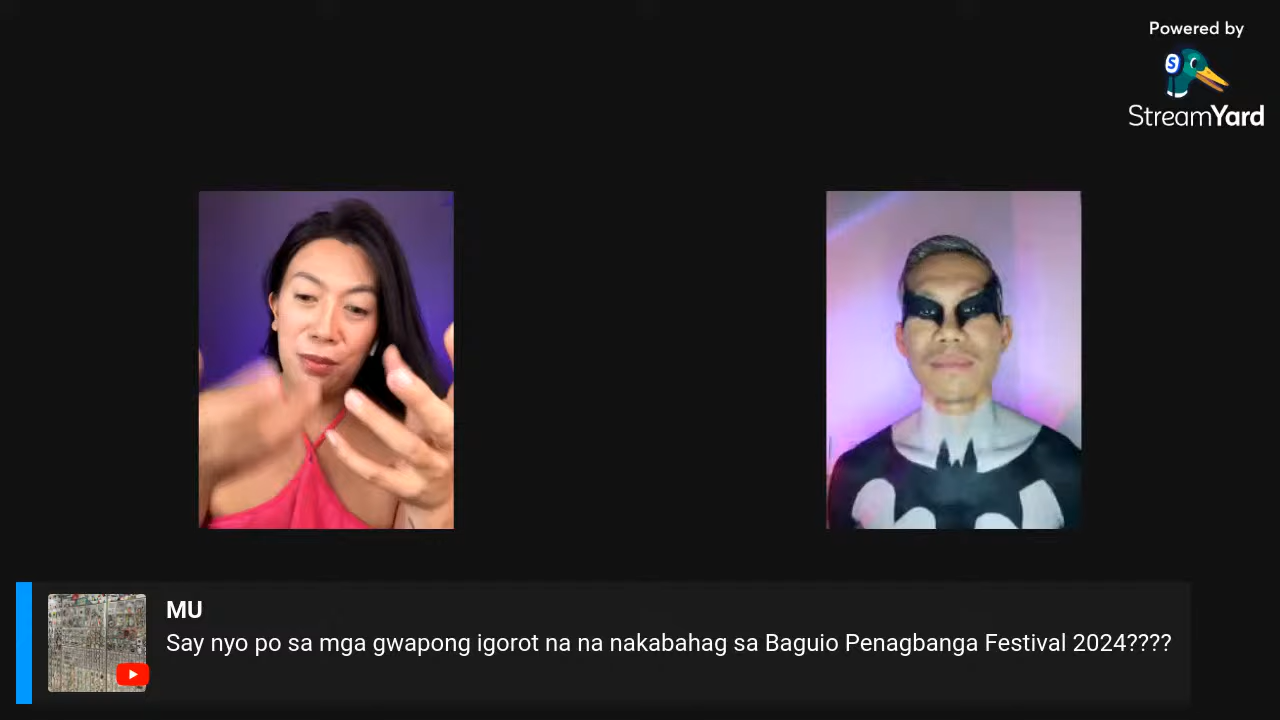 Powered by
S
StreamYard
MU
Say nyo po sa mga gwapong igorot na na nakabahag sa Baguio Penagbanga Festival 2024????